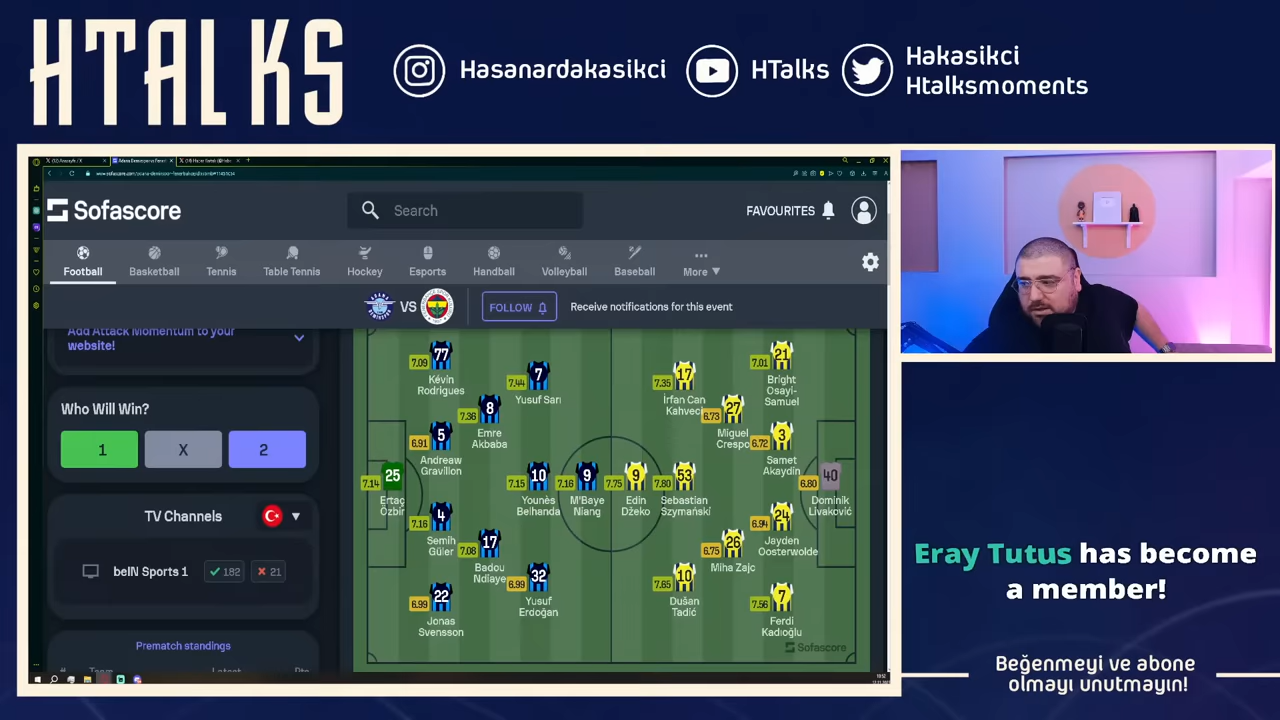 HTALKS
Hasanardakasikci
HTalks
Hakasikci
Htalksmoments
Sofascore
Search
FAVOURITES
Football
Basketball
Tennis
Table Tennis
Hockey
Esports
Handball
Volleyball
Baseball
More
VS
FOLLOW
Receive notifications for this event
Add Attack Momentum to your
website!
Who Will Win?
1
X
2
TV Channels
beIN Sports 1
182
21
Prematch standings
77
7.09
Kévin
Rodrigues
7
7.44
Yusuf Sarı
8
7.36
Emre
Akbaba
5
6.91
Andreaw
Gravillon
25
7.14
Ertaç
Özbir
10
7.15
Younès
Belhanda
9
7.16
M'Baye
Niang
4
7.16
Semih
Güler
17
7.08
Badou
Ndiaye
32
6.99
Yusuf
Erdoğan
22
6.99
Jonas
Svensson
17
7.35
İrfan Can
Kahveci
21
7.01
Bright
Osayi-
Samuel
27
6.73
Miguel
Crespo
3
6.72
Samet
Akaydin
9
7.75
Edin
Džeko
53
7.80
Sebastian
Szymański
40
6.80
Dominik
Livaković
24
6.94
Jayden
Oosterwolde
26
6.75
Miha Zajc
10
7.65
Dušan
Tadić
7
7.56
Ferdi
Kadıoğlu
Sofascore
Eray Tutus has become
a member!
Beğenmeyi ve abone
olmayı unutmayın!